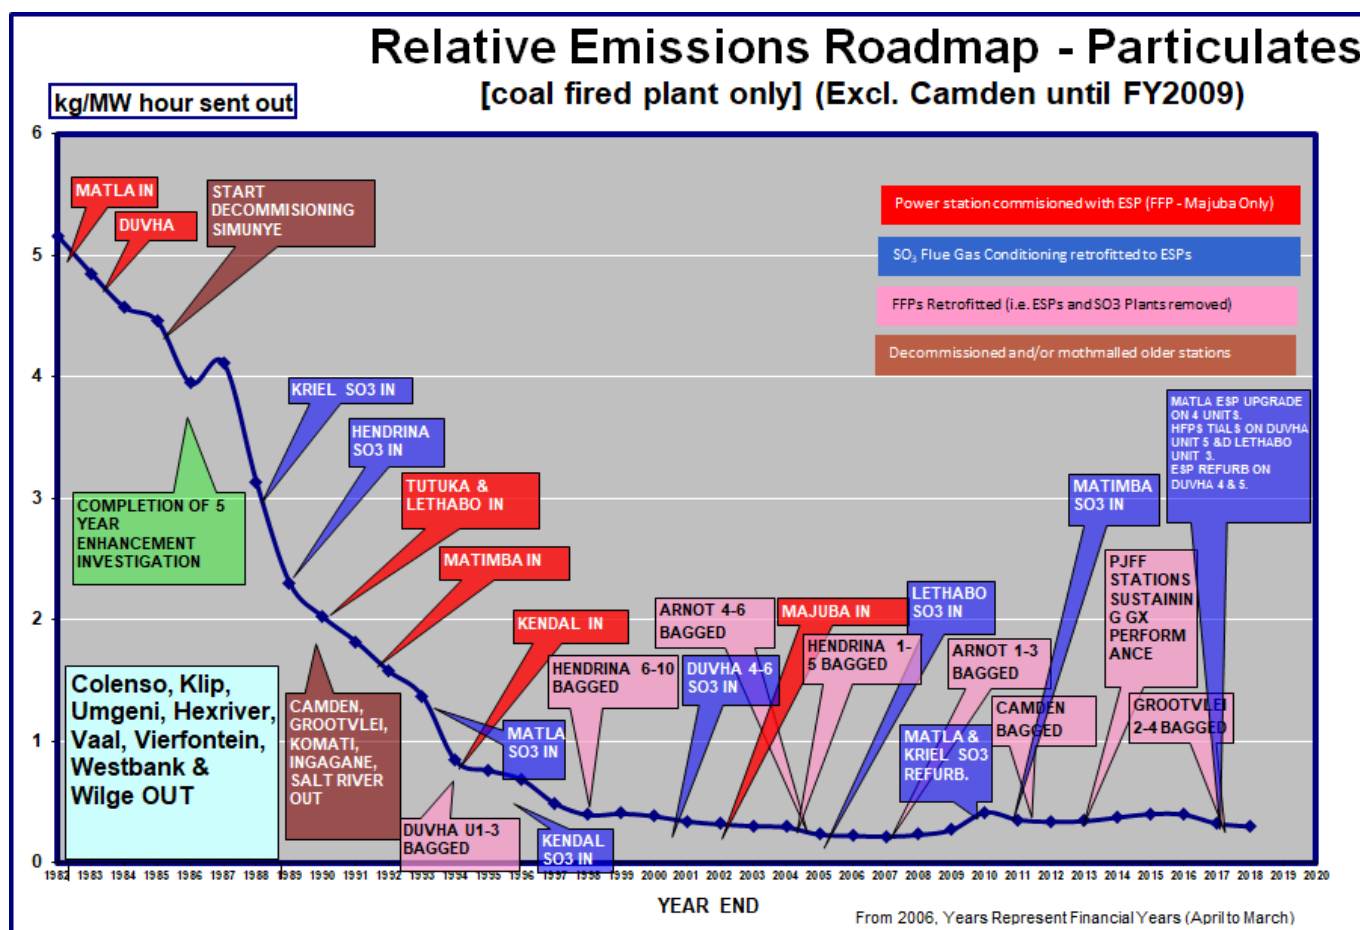 Relative Emissions Roadmap - Particulates
[coal fired plant only] (Excl. Camden until FY2009)
kg/MW hour sent out
6
5
4
3
2
1
0
MATLA IN
DUVHA
START
DECOMMISIONING
SIMUNYE
Power station commisioned with ESP (FFP - Majuba Only)
SO₃ Flue Gas Conditioning retrofitted to ESPs
FFPs Retrofitted (i.e. ESPs and SO3 Plants removed)
Decommissioned and/or mothmalled older stations
KRIEL SO3 IN
HENDRINA
SO3 IN
COMPLETION OF 5
YEAR
ENHANCEMENT
INVESTIGATION
TUTUKA &
LETHABO IN
MATIMBA IN
KENDAL IN
HENDRINA 6-10
BAGGED
ARNOT 4-6
BAGGED
DUVHA 4-6
SO3 IN
MAJUBA IN
HENDRINA 1-
5 BAGGED
LETHABO
SO3 IN
ARNOT 1-3
BAGGED
CAMDEN
BAGGED
MATLA &
KRIEL SO3
REFURB.
MATIMBA
SO3 IN
PJFF
STATIONS
SUSTAININ
G GX
PERFORM
ANCE
GROOTVLEI
2-4 BAGGED
MATLA ESP UPGRADE
ON 4 UNITS.
HFPS TIALS ON DUVHA
UNIT 5 &D LETHABO
UNIT 3.
ESP REFURB ON
DUVHA 4 & 5.
Colenso, Klip,
Umgeni, Hexriver,
Vaal, Vierfontein,
Westbank &
Wilge OUT
CAMDEN,
GROOTVLEI,
KOMATI,
INGAGANE,
SALT RIVER
OUT
MATLA
SO3 IN
DUVHA U1-3
BAGGED
KENDAL
SO3 IN
1982 1983 1984 1985 1986 1987 1988 1989 1990 1991 1992 1993 1994 1995 1996 1997 1998 1999 2000 2001 2002 2003 2004 2005 2006 2007 2008 2009 2010 2011 2012 2013 2014 2015 2016 2017 2018 2019 2020
YEAR END
From 2006, Years Represent Financial Years (April to March)